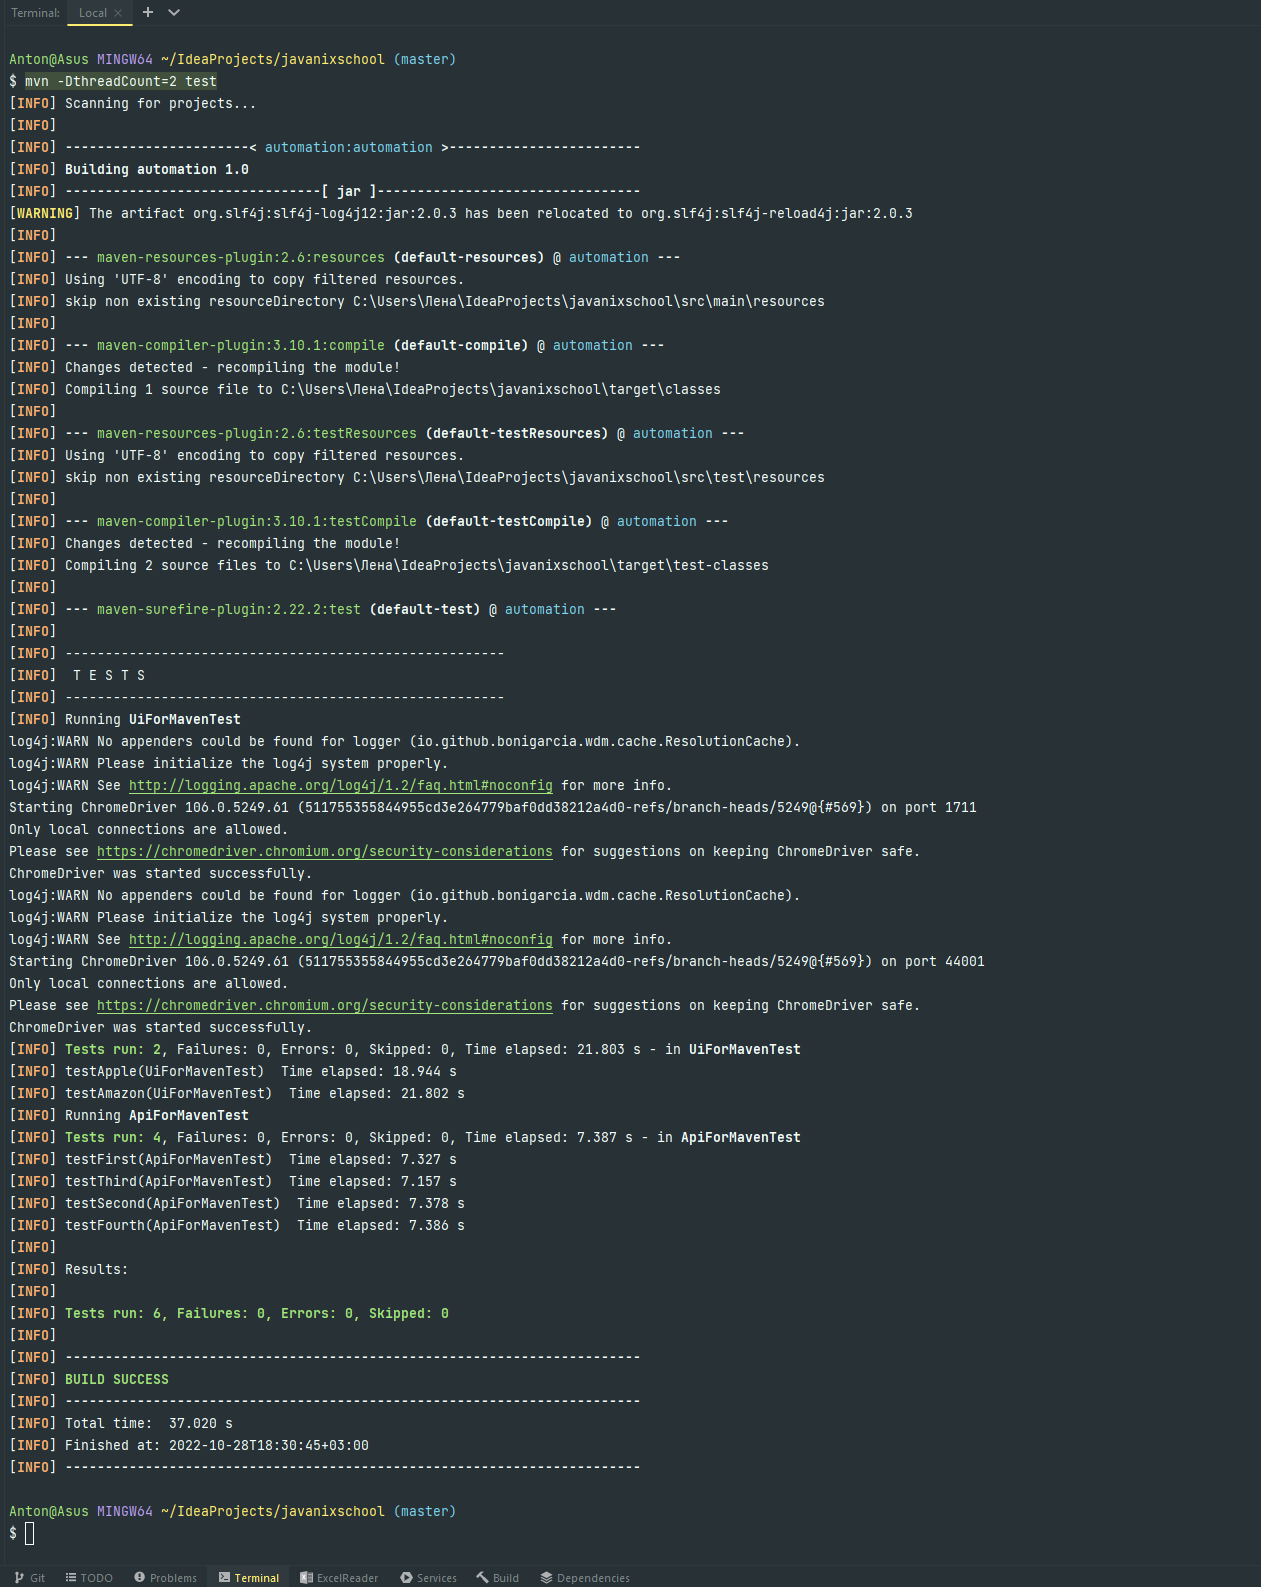 Terminal: Local × +
Anton@Asus MINGW64 ~/IdeaProjects/javanixschool (master)
$ mvn -DthreadCount=2 test
[INFO] Scanning for projects...
[INFO]
[INFO] -----------------------< automation:automation >------------------------
[INFO] Building automation 1.0
[INFO] --------------------------------[ jar ]---------------------------------
[WARNING] The artifact org.slf4j:slf4j-log4j12:jar:2.0.3 has been relocated to org.slf4j:slf4j-reload4j:jar:2.0.3
[INFO]
[INFO] --- maven-resources-plugin:2.6:resources (default-resources) @ automation ---
[INFO] Using 'UTF-8' encoding to copy filtered resources.
[INFO] skip non existing resourceDirectory C:\Users\Лена\IdeaProjects\javanixschool\src\main\resources
[INFO]
[INFO] --- maven-compiler-plugin:3.10.1:compile (default-compile) @ automation ---
[INFO] Changes detected - recompiling the module!
[INFO] Compiling 1 source file to C:\Users\Лена\IdeaProjects\javanixschool\target\classes
[INFO]
[INFO] --- maven-resources-plugin:2.6:testResources (default-testResources) @ automation ---
[INFO] Using 'UTF-8' encoding to copy filtered resources.
[INFO] skip non existing resourceDirectory C:\Users\Лена\IdeaProjects\javanixschool\src\test\resources
[INFO]
[INFO] --- maven-compiler-plugin:3.10.1:testCompile (default-testCompile) @ automation ---
[INFO] Changes detected - recompiling the module!
[INFO] Compiling 2 source files to C:\Users\Лена\IdeaProjects\javanixschool\target\test-classes
[INFO]
[INFO] --- maven-surefire-plugin:2.22.2:test (default-test) @ automation ---
[INFO]
[INFO] -------------------------------------------------------
[INFO]  T E S T S
[INFO] -------------------------------------------------------
[INFO] Running UiForMavenTest
log4j:WARN No appenders could be found for logger (io.github.bonigarcia.wdm.cache.ResolutionCache).
log4j:WARN Please initialize the log4j system properly.
log4j:WARN See http://logging.apache.org/log4j/1.2/faq.html#noconfig for more info.
Starting ChromeDriver 106.0.5249.61 (511755355844955cd3e264779baf0dd38212a4d0-refs/branch-heads/5249@{#569}) on port 1711
Only local connections are allowed.
Please see https://chromedriver.chromium.org/security-considerations for suggestions on keeping ChromeDriver safe.
ChromeDriver was started successfully.
log4j:WARN No appenders could be found for logger (io.github.bonigarcia.wdm.cache.ResolutionCache).
log4j:WARN Please initialize the log4j system properly.
log4j:WARN See http://logging.apache.org/log4j/1.2/faq.html#noconfig for more info.
Starting ChromeDriver 106.0.5249.61 (511755355844955cd3e264779baf0dd38212a4d0-refs/branch-heads/5249@{#569}) on port 44001
Only local connections are allowed.
Please see https://chromedriver.chromium.org/security-considerations for suggestions on keeping ChromeDriver safe.
ChromeDriver was started successfully.
[INFO] Tests run: 2, Failures: 0, Errors: 0, Skipped: 0, Time elapsed: 21.803 s - in UiForMavenTest
[INFO] testApple(UiForMavenTest)  Time elapsed: 18.944 s
[INFO] testAmazon(UiForMavenTest)  Time elapsed: 21.802 s
[INFO] Running ApiForMavenTest
[INFO] Tests run: 4, Failures: 0, Errors: 0, Skipped: 0, Time elapsed: 7.387 s - in ApiForMavenTest
[INFO] testFirst(ApiForMavenTest)  Time elapsed: 7.327 s
[INFO] testThird(ApiForMavenTest)  Time elapsed: 7.157 s
[INFO] testSecond(ApiForMavenTest)  Time elapsed: 7.378 s
[INFO] testFourth(ApiForMavenTest)  Time elapsed: 7.386 s
[INFO]
[INFO] Results:
[INFO]
[INFO] Tests run: 6, Failures: 0, Errors: 0, Skipped: 0
[INFO]
[INFO] ------------------------------------------------------------------------
[INFO] BUILD SUCCESS
[INFO] ------------------------------------------------------------------------
[INFO] Total time:  37.020 s
[INFO] Finished at: 2022-10-28T18:30:45+03:00
[INFO] ------------------------------------------------------------------------
Anton@Asus MINGW64 ~/IdeaProjects/javanixschool (master)
$
Git TODO Problems Terminal ExcelReader Services Build Dependencies